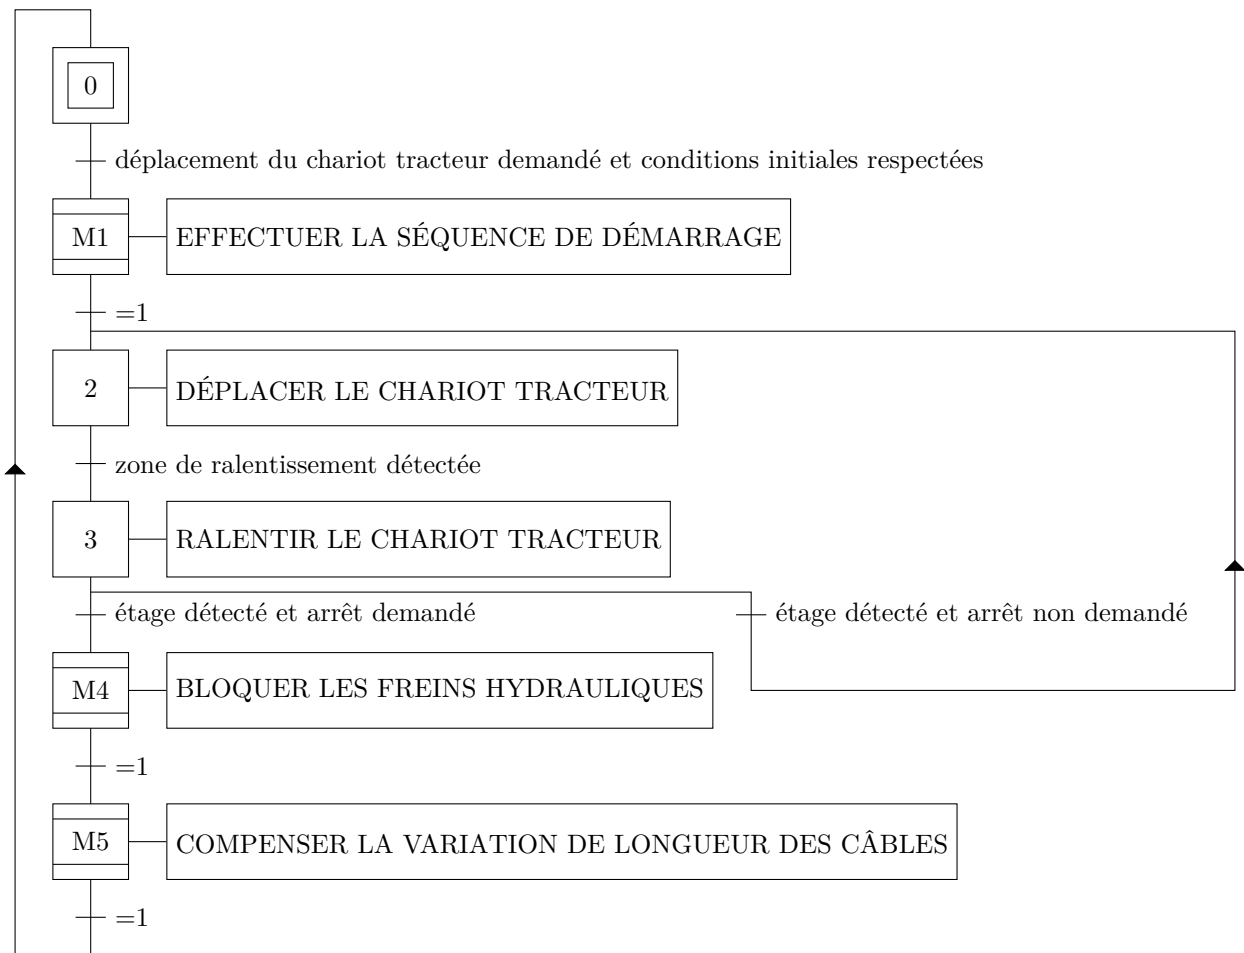 0
déplacement du chariot tracteur demandé et conditions initiales respectées
M1
EFFECTUER LA SÉQUENCE DE DÉMARRAGE
=1
2
DÉPLACER LE CHARIOT TRACTEUR
zone de ralentissement détectée
3
RALENTIR LE CHARIOT TRACTEUR
étage détecté et arrêt demandé
étage détecté et arrêt non demandé
M4
BLOQUER LES FREINS HYDRAULIQUES
=1
M5
COMPENSER LA VARIATION DE LONGUEUR DES CÂBLES
=1